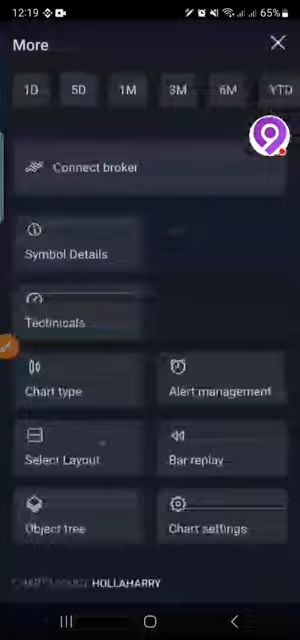 12:19 65%
More
1D 5D 1M 3M 6M YTD
Connect broker
Symbol Details
Technicals
Chart type Alert management
Select Layout Bar replay
Object tree Chart settings
HOLLAHARRY